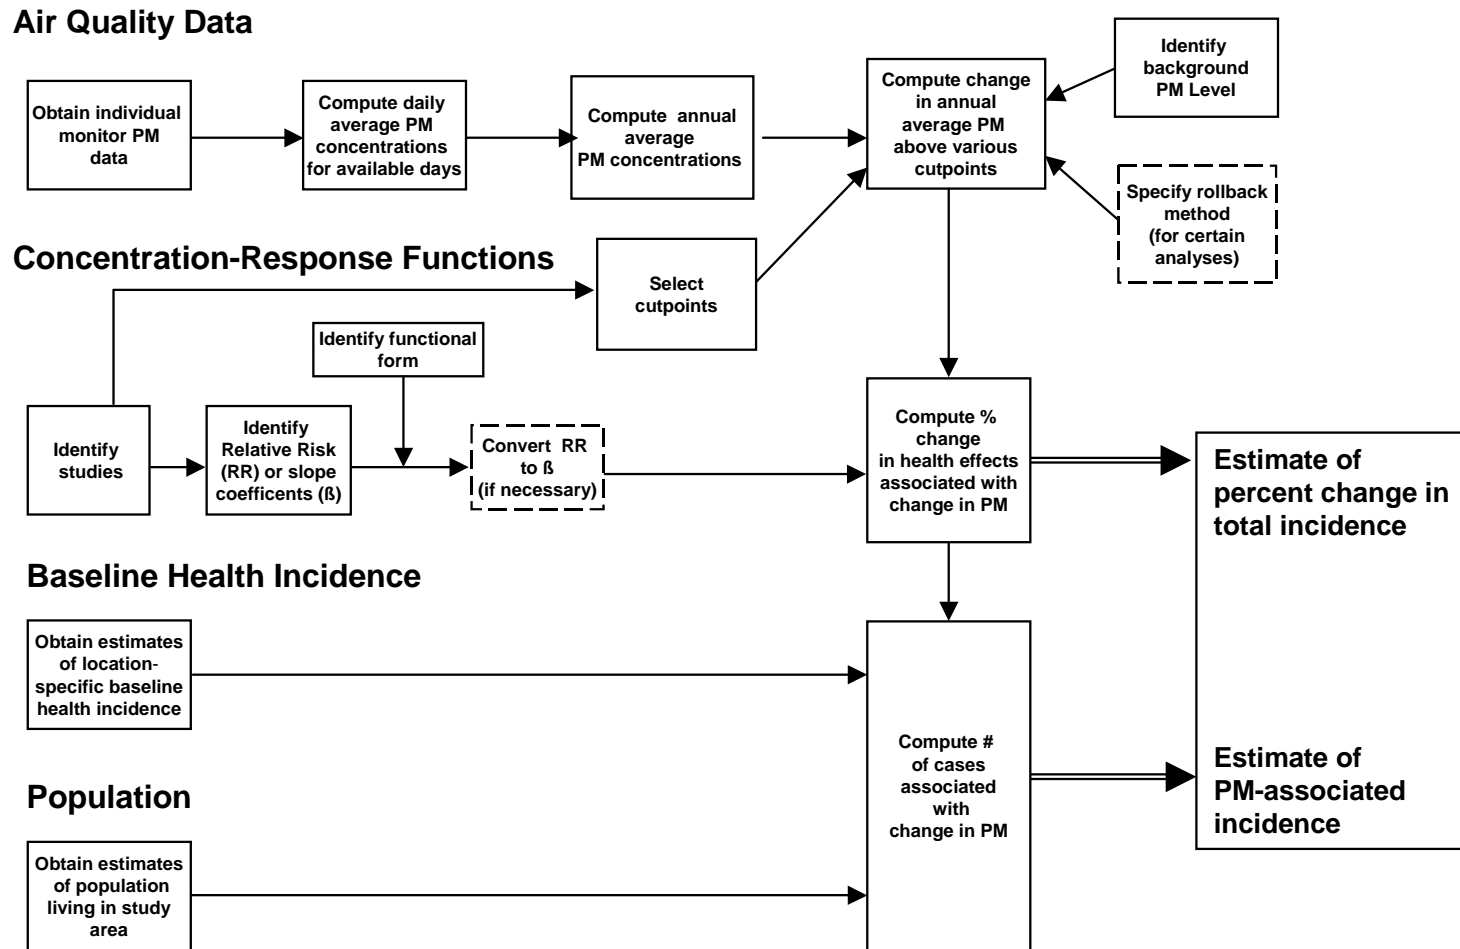 Air Quality Data
Obtain individual
monitor PM
data
Compute daily
average PM
concentrations
for available days
Compute annual
average
PM concentrations
Compute change
in annual
average PM
above various
cutpoints
Identify
background
PM Level
Specify rollback
method
(for certain
analyses)
Concentration-Response Functions
Select
cutpoints
Identify functional
form
Identify
studies
Identify
Relative Risk
(RR) or slope
coefficents (ß)
Convert RR
to ß
(if necessary)
Compute %
change
in health effects
associated with
change in PM
Estimate of
percent change in
total incidence
Baseline Health Incidence
Obtain estimates
of location-
specific baseline
health incidence
Compute #
of cases
associated
with
change in PM
Estimate of
PM-associated
incidence
Population
Obtain estimates
of population
living in study
area